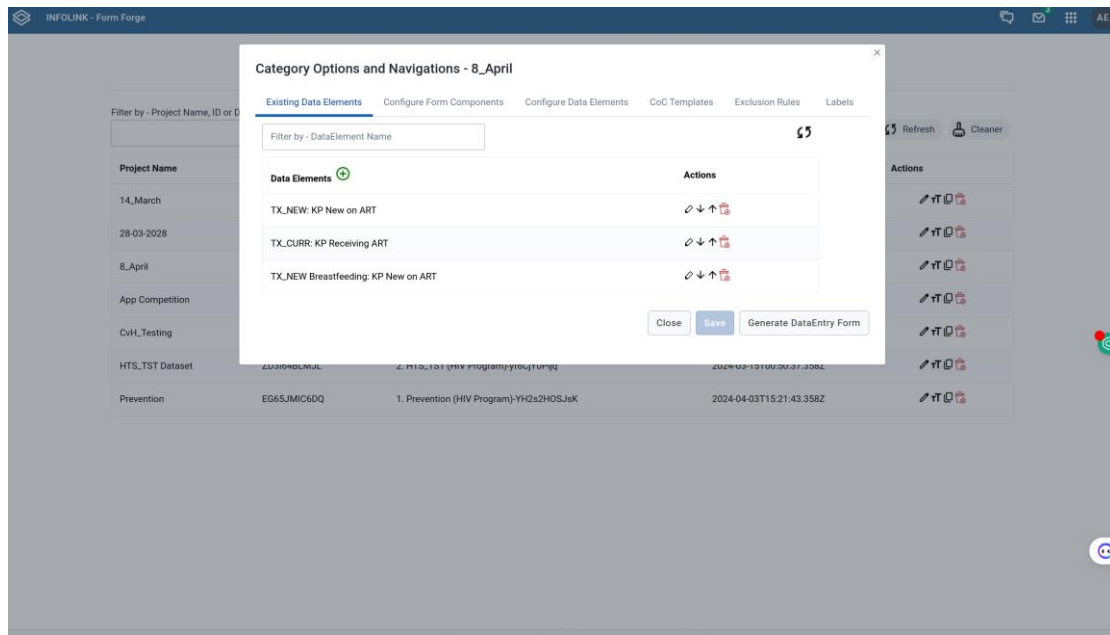 INFOLINK - Form Forge
3
AE
×
Category Options and Navigations - 8_April
Existing Data Elements Configure Form Components Configure Data Elements CoC Templates Exclusion Rules Labels
Filter by - Project Name, ID or D
Filter by - DataElement Name
Refresh Cleaner
Project Name Actions
Data Elements Actions
14_March
TX_NEW: KP New on ART
28-03-2028
TX_CURR: KP Receiving ART
8_April
TX_NEW Breastfeeding: KP New on ART
App Competition
Close Save Generate DataEntry Form
CvH_Testing
HTS_TST Dataset
Prevention EG65JMIC6DQ 1. Prevention (HIV Program)-YH2s2HOSJsK 2024-04-03T15:21:43.358Z